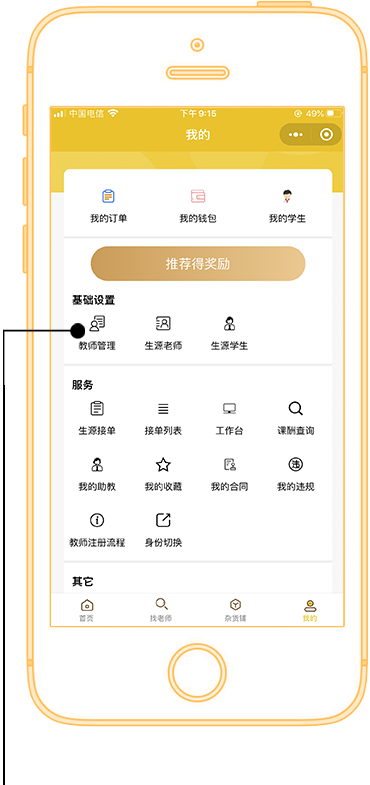 中国电信 下午9:15 49%
我的
我的订单 我的钱包 我的学生
推荐得奖励
基础设置
教师管理 生源老师 生源学生
服务
生源接单 接单列表 工作台 课酬查询
我的助教 我的收藏 我的合同 我的违规
教师注册流程 身份切换
其它
首页 找老师 杂货铺 我的